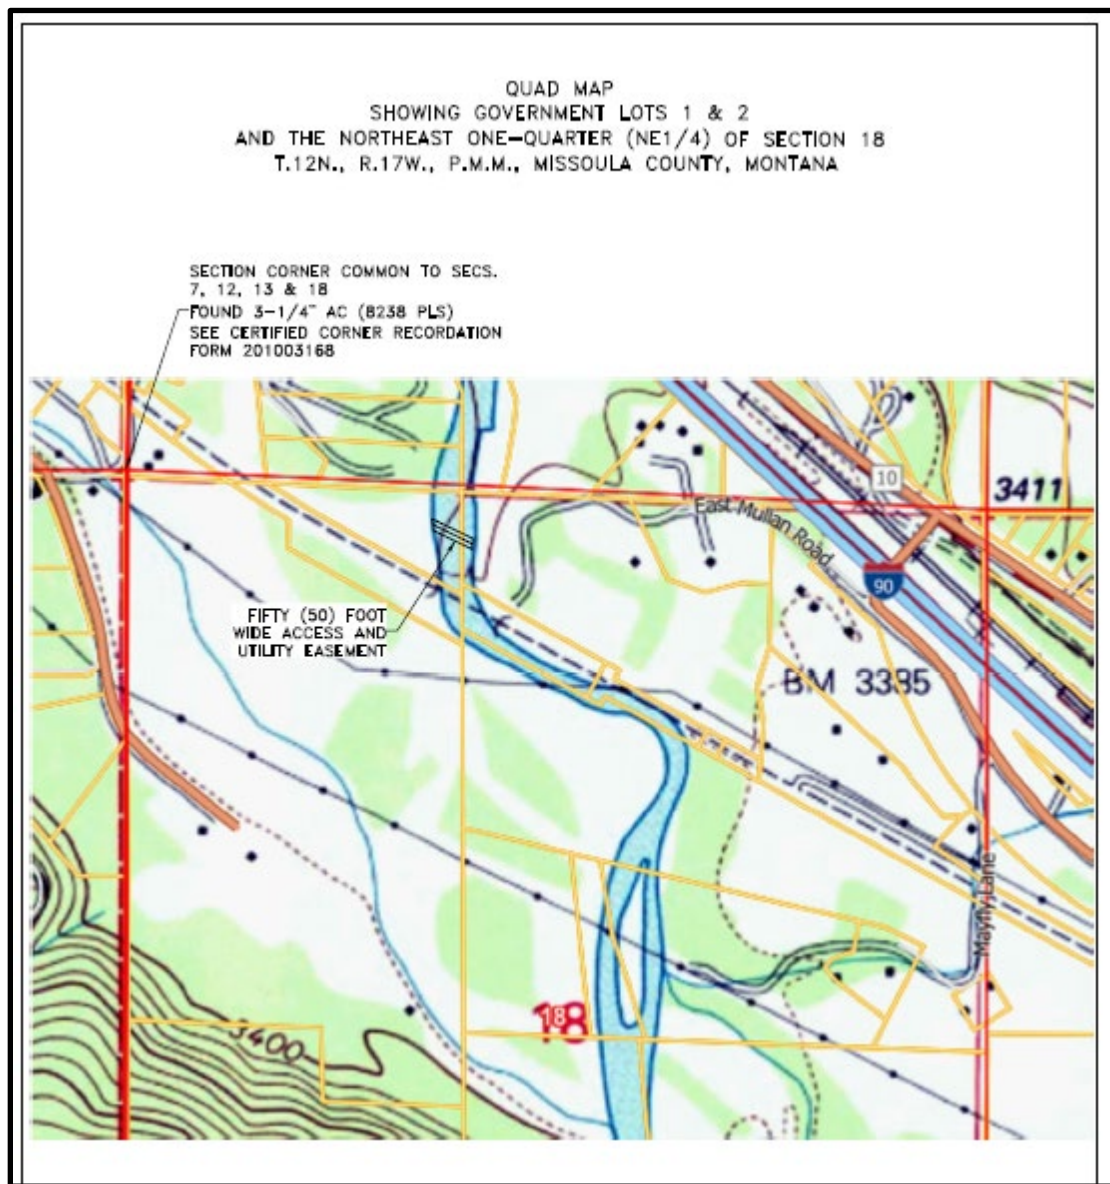 QUAD MAP
SHOWING GOVERNMENT LOTS 1 & 2
AND THE NORTHEAST ONE-QUARTER (NE1/4) OF SECTION 18
T.12N., R.17W., P.M.M., MISSOULA COUNTY, MONTANA
SECTION CORNER COMMON TO SECS.
7, 12, 13 & 18
FOUND 3-1/4" AC (8238 PLS)
SEE CERTIFIED CORNER RECORDATION
FORM 201003168
10
3411
East Mullan Road
90
FIFTY (50) FOOT
WIDE ACCESS AND
UTILITY EASEMENT
BM 3385
Mayfly Lane
18
18
3400